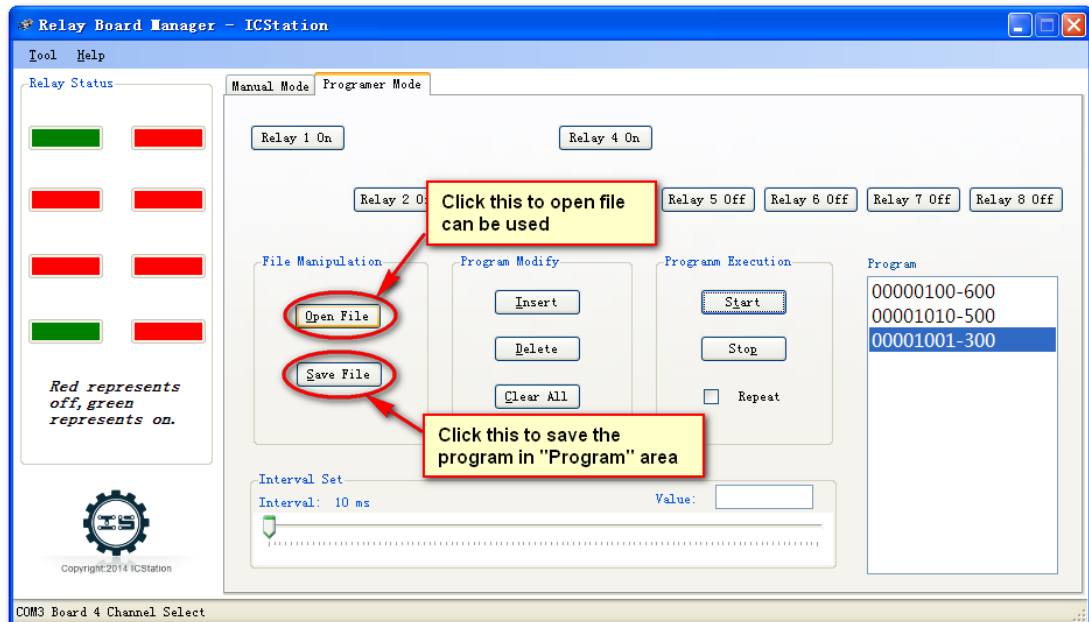 Relay Board Manager - ICStation
Tool Help
Relay Status
Manual Mode Programer Mode
Relay 1 On Relay 4 On
Relay 2 Relay 5 Off Relay 6 Off Relay 7 Off Relay 8 Off
Click this to open file
can be used
File Manipulation Program Modify Programm Execution Program
Open File Insert Start
Save File Delete Stop
Clear All Repeat
00000100-600
00001010-500
00001001-300
Red represents
off, green
represents on.
Click this to save the
program in "Program" area
Interval Set
Interval: 10 ms Value:
IS
Copyright:2014 ICStation
COM3 Board 4 Channel Select